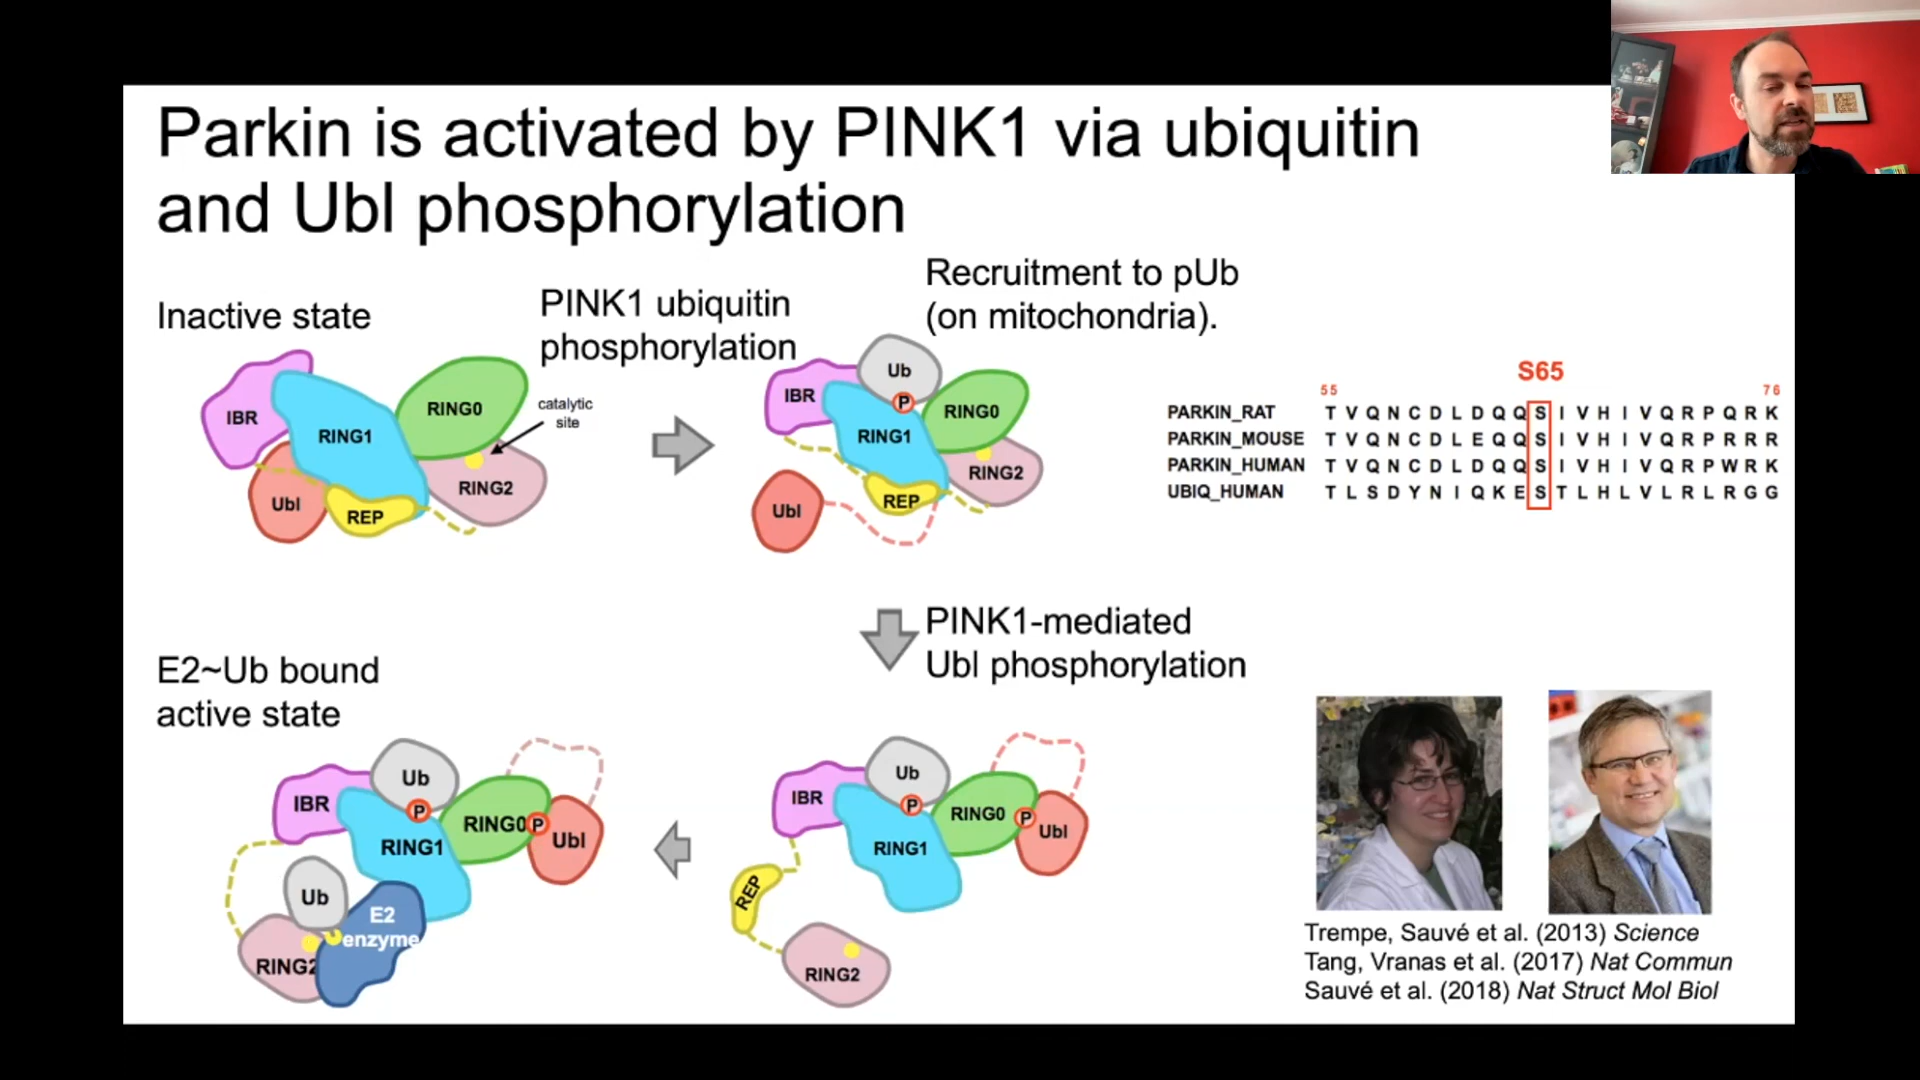 Parkin is activated by PINK1 via ubiquitin
and Ubl phosphorylation
Inactive state
IBR
RING1
RING0
catalytic
site
RING2
Ubl
REP
PINK1 ubiquitin
phosphorylation
Recruitment to pUb
(on mitochondria).
Ub
P
IBR
RING1
RING0
RING2
REP
Ubl
S65
55 76
PARKIN_RAT T V Q N C D L D Q Q S I V H I V Q R P Q R K
PARKIN_MOUSE T V Q N C D L E Q Q S I V H I V Q R P R R R
PARKIN_HUMAN T V Q N C D L D Q Q S I V H I V Q R P W R K
UBIQ_HUMAN T L S D Y N I Q K E S T L H L V L R L R G G
PINK1-mediated
Ubl phosphorylation
Ub
P
IBR
RING1
RING0
P
Ubl
REP
RING2
E2~Ub bound
active state
Ub
P
IBR
RING1
RING0
P
Ubl
Ub
E2
enzyme
RING2
Trempe, Sauvé et al. (2013) Science
Tang, Vranas et al. (2017) Nat Commun
Sauvé et al. (2018) Nat Struct Mol Biol